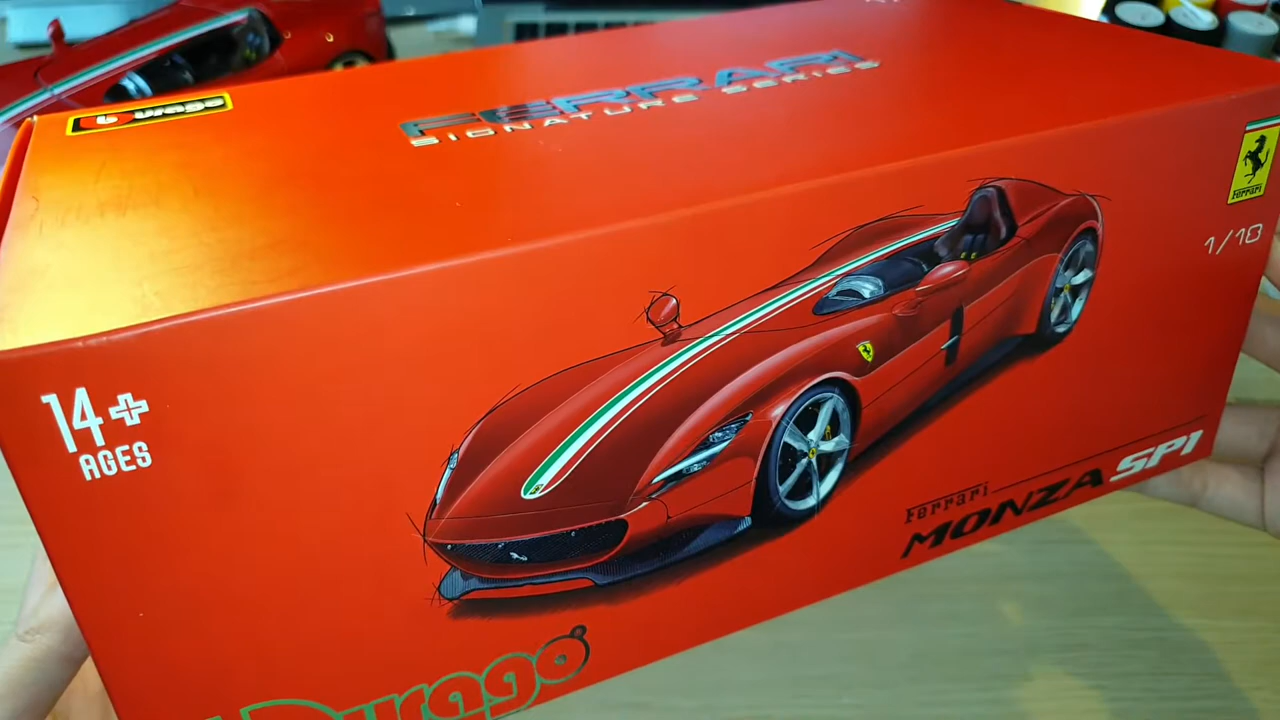 Burago
FERRARI
SIGNATURE SERIES
Ferrari
1/18
14+
AGES
Ferrari
MONZA SP1
Burago